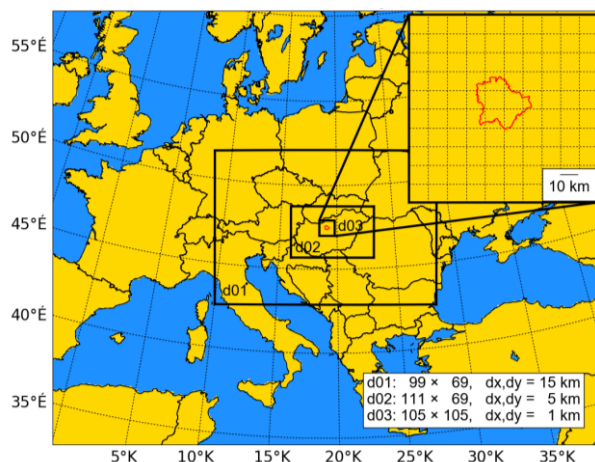 55°É
50°É
45°É
40°É
35°É
10 km
d03
d02
d01
d01: 99 × 69, dx,dy = 15 km
d02: 111 × 69, dx,dy = 5 km
d03: 105 × 105, dx,dy = 1 km
5°K 10°K 15°K 20°K 25°K 30°K 35°K